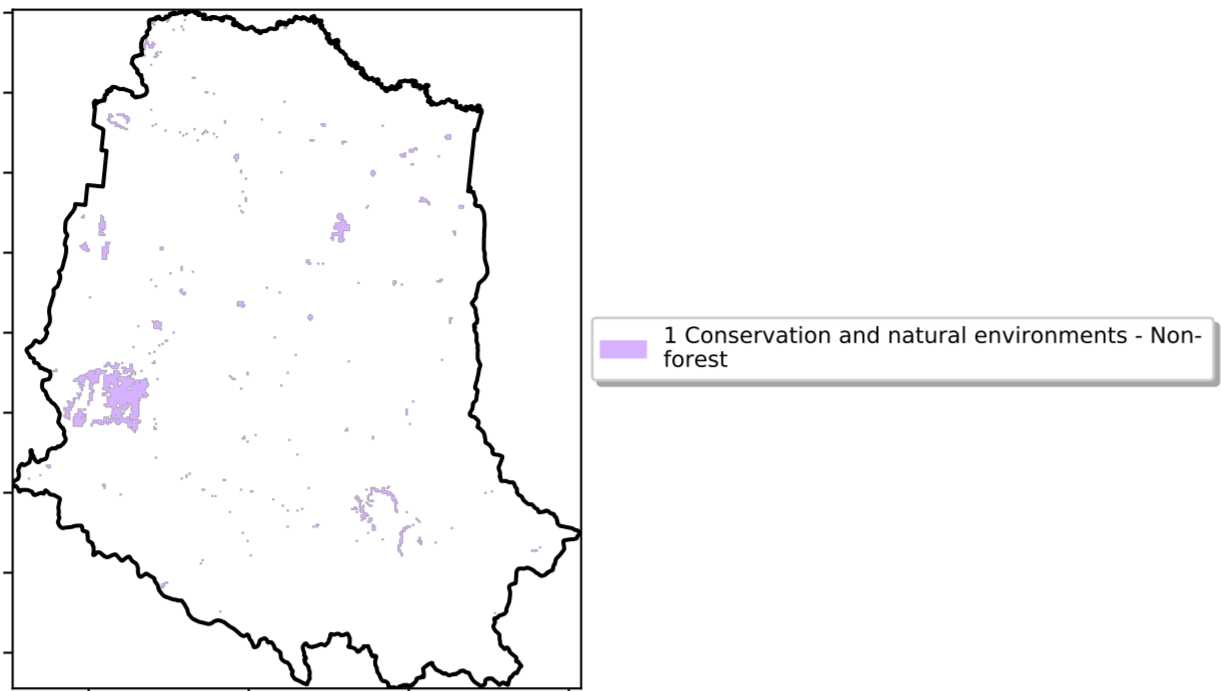 1 Conservation and natural environments - Non-
forest